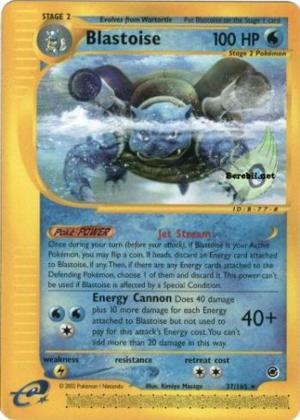 STAGE 2
Evolves from Wartortle
Put Blastoise on the Stage 1 card
Blastoise 100 HP
Stage 2 Pokémon
Berebil.net
ID-B-77-#
Poké-POWER Jet Stream
Once during your turn (before your attack), if Blastoise is your Active
Pokémon, you may flip a coin. If heads, discard an Energy card attached
to Blastoise, if any. Then, if there are any Energy cards attached to the
Defending Pokémon, choose 1 of them and discard it. This power can't
be used if Blastoise is affected by a Special Condition.
Energy Cannon Does 40 damage
plus 10 more damage for each Energy
attached to Blastoise but not used to
pay for this attack's Energy cost. You can't
add more than 20 damage in this way.
40+
weakness resistance retreat cost
e
©2002 Pokémon / Nintendo
Illus. Kimiya Masago
37/165 ★